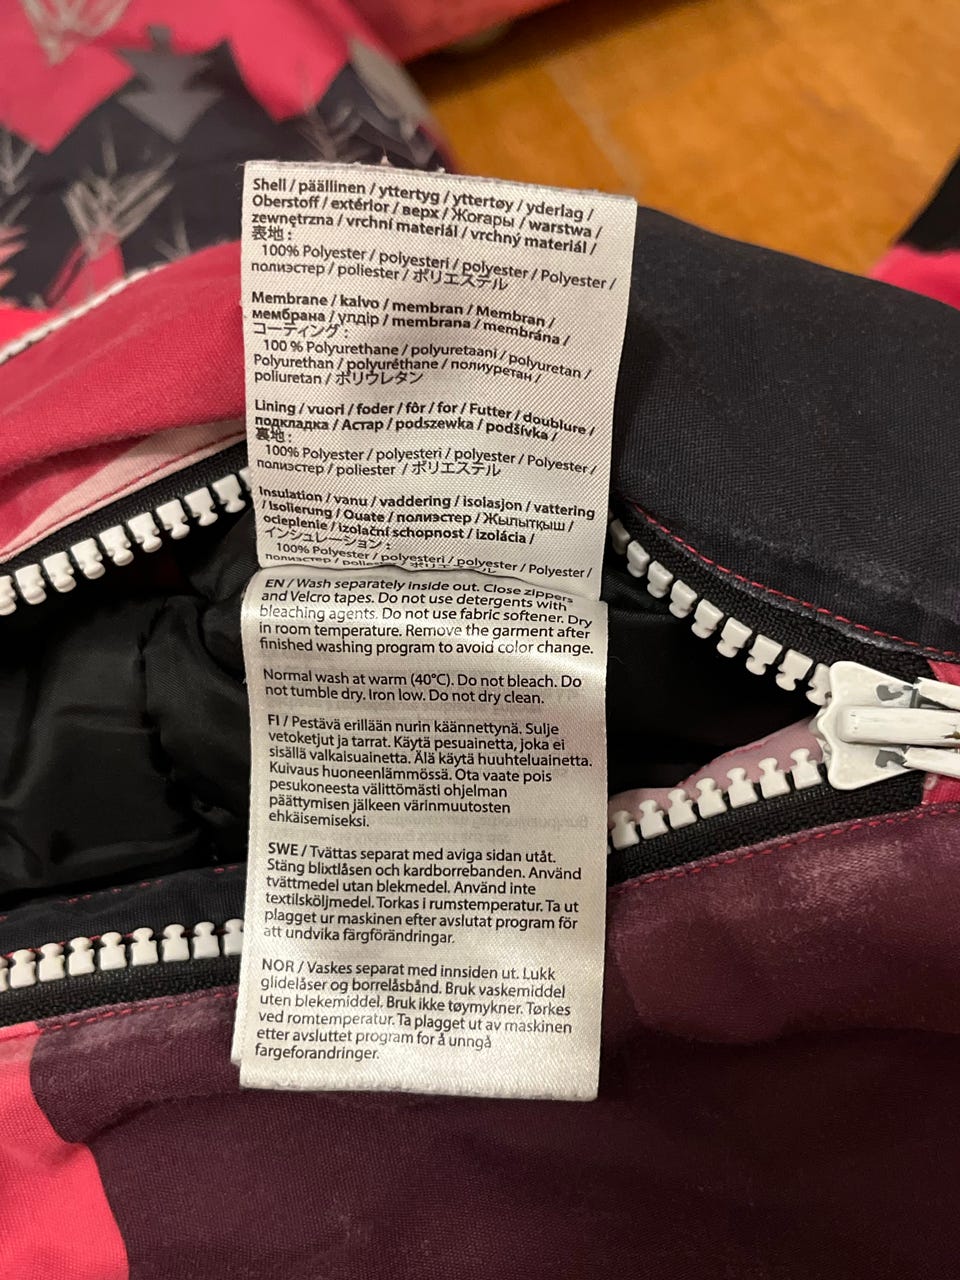 Shell / päällinen / yttertyg / yttertøy / yderlag /
Oberstoff / extérior / верх / Жоғарғы / warstwa /
zewnętrzna / vrchní materiál / vrchný materiál /
表地 :
100% Polyester / polyesteri / polyester / Polyester /
полиэстер / poliester / ポリエステル
Membrane / kalvo / membran / Membran /
мембрана / үлдір / membrana / membrána /
コーティング :
100 % Polyurethane / polyuretaani / polyuretan /
Polyurethan / polyuréthane / полиуретан /
poliuretan / ポリウレタン
Lining / vuori / foder / fôr / for / Futter / doublure /
подкладка / Астар / podszewka / podšívka /
裏地 :
100% Polyester / polyesteri / polyester / Polyester /
полиэстер / poliester / ポリエステル
Insulation / vanu / vaddering / isolasjon / vattering
/ Isolierung / Ouate / полиэстер / Жылытқыш /
ocieplenie / izolační schopnost / izolácia /
インシュレーション :
100% Polyester / polyesteri / polyester / Polyester /
полиэстер / poliester / ポリエステル
EN / Wash separately inside out. Close zippers
and Velcro tapes. Do not use detergents with
bleaching agents. Do not use fabric softener. Dry
in room temperature. Remove the garment after
finished washing program to avoid color change.
Normal wash at warm (40°C). Do not bleach. Do
not tumble dry. Iron low. Do not dry clean.
FI / Pestävä erillään nurin käännettynä. Sulje
vetoketjut ja tarrat. Käytä pesuainetta, joka ei
sisällä valkaisuainetta. Älä käytä huuhteluainetta.
Kuivaus huoneenlämmössä. Ota vaate pois
pesukoneesta välittömästi ohjelman
päättymisen jälkeen värinmuutosten
ehkäisemiseksi.
SWE / Tvättas separat med aviga sidan utåt.
Stäng blixtlåsen och kardborrebanden. Använd
tvättmedel utan blekmedel. Använd inte
textilsköljmedel. Torkas i rumstemperatur. Ta ut
plagget ur maskinen efter avslutat program för
att undvika färgförändringar.
NOR / Vaskes separat med innsiden ut. Lukk
glidelåser og borrelåsbånd. Bruk vaskemiddel
uten blekemiddel. Bruk ikke tøymykner. Tørkes
ved romtemperatur. Ta plagget ut av maskinen
etter avsluttet program for å unngå
fargeforandringer.